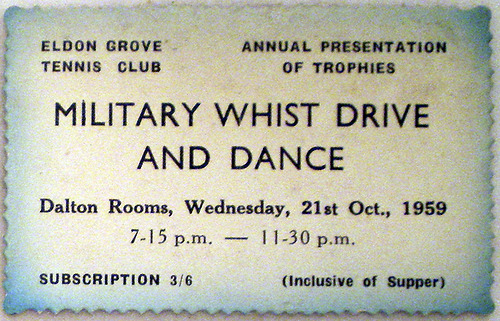 ELDON GROVE ANNUAL PRESENTATION
TENNIS CLUB OF TROPHIES
MILITARY WHIST DRIVE
AND DANCE
Dalton Rooms, Wednesday, 21st Oct., 1959
7-15 p.m. — 11-30 p.m.
SUBSCRIPTION 3/6 (Inclusive of Supper)